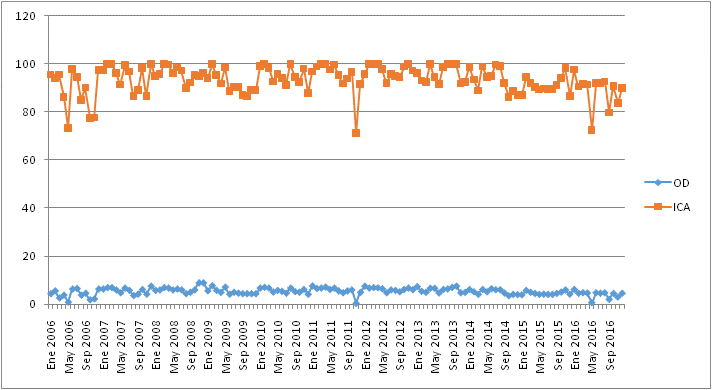 120
100
80
60
40
20
0
OD
ICA
Ene 2006
May 2006
Sep 2006
Ene 2007
May 2007
Sep 2007
Ene 2008
May 2008
Sep 2008
Ene 2009
May 2009
Sep 2009
Ene 2010
May 2010
Sep 2010
Ene 2011
May 2011
Sep 2011
Ene 2012
May 2012
Sep 2012
Ene 2013
May 2013
Sep 2013
Ene 2014
May 2014
Sep 2014
Ene 2015
May 2015
Sep 2015
Ene 2016
May 2016
Sep 2016